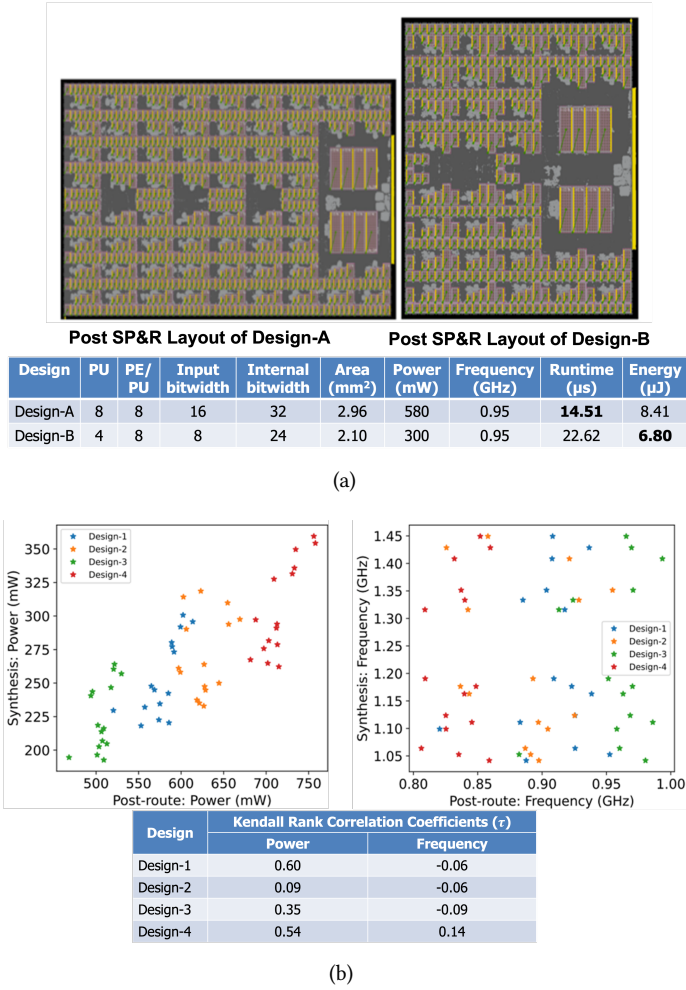 Post SP&R Layout of Design-A
Post SP&R Layout of Design-B
Design PU PE/PU Input bitwidth Internal bitwidth Area (mm²) Power (mW) Frequency (GHz) Runtime (μs) Energy (μJ)
Design-A 8 8 16 32 2.96 580 0.95 14.51 8.41
Design-B 4 8 8 24 2.10 300 0.95 22.62 6.80
(a)
Synthesis: Power (mW)
350
325
300
275
250
225
200
Design-1
Design-2
Design-3
Design-4
500 550 600 650 700 750
Post-route: Power (mW)
Synthesis: Frequency (GHz)
1.45
1.40
1.35
1.30
1.25
1.20
1.15
1.10
1.05
Design-1
Design-2
Design-3
Design-4
0.80 0.85 0.90 0.95 1.00
Post-route: Frequency (GHz)
Design Kendall Rank Correlation Coefficients (τ)
Power Frequency
Design-1 0.60 -0.06
Design-2 0.09 -0.06
Design-3 0.35 -0.09
Design-4 0.54 0.14
(b)